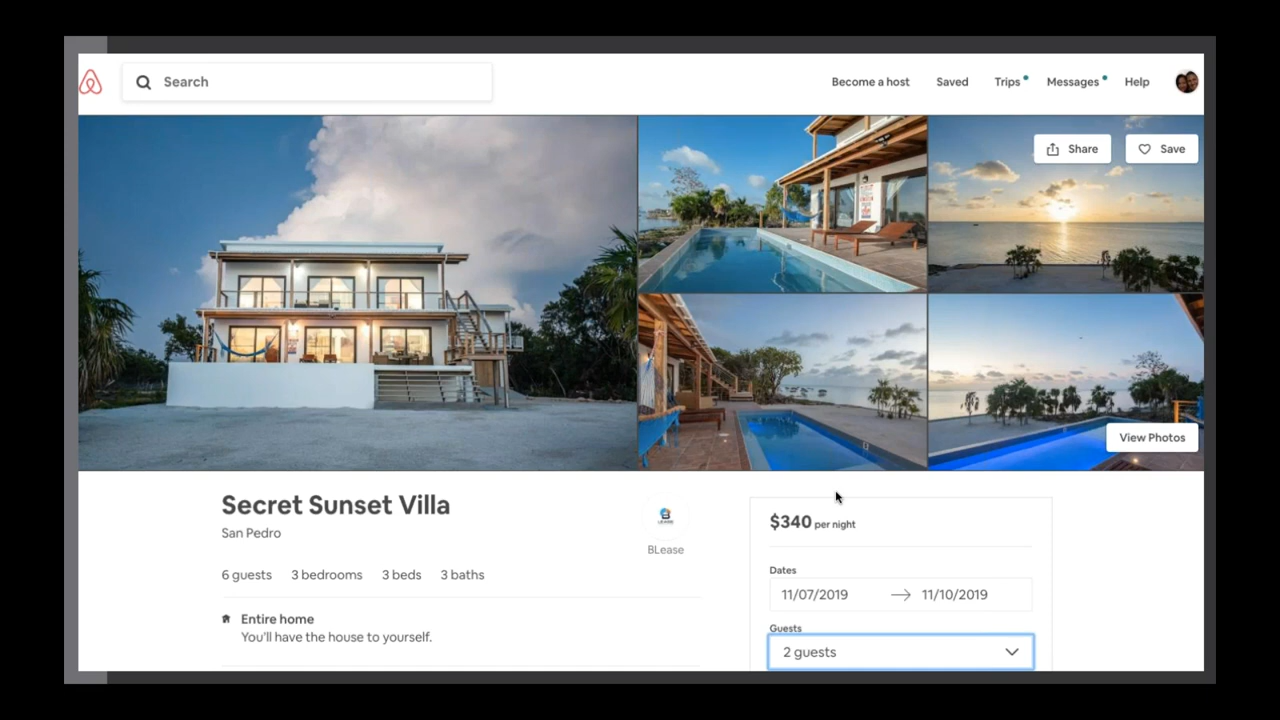 Search
Become a host
Saved
Trips
Messages
Help
Share
Save
View Photos
Secret Sunset Villa
San Pedro
BLease
6 guests 3 bedrooms 3 beds 3 baths
Entire home
You'll have the house to yourself.
$340 per night
Dates
11/07/2019 → 11/10/2019
Guests
2 guests